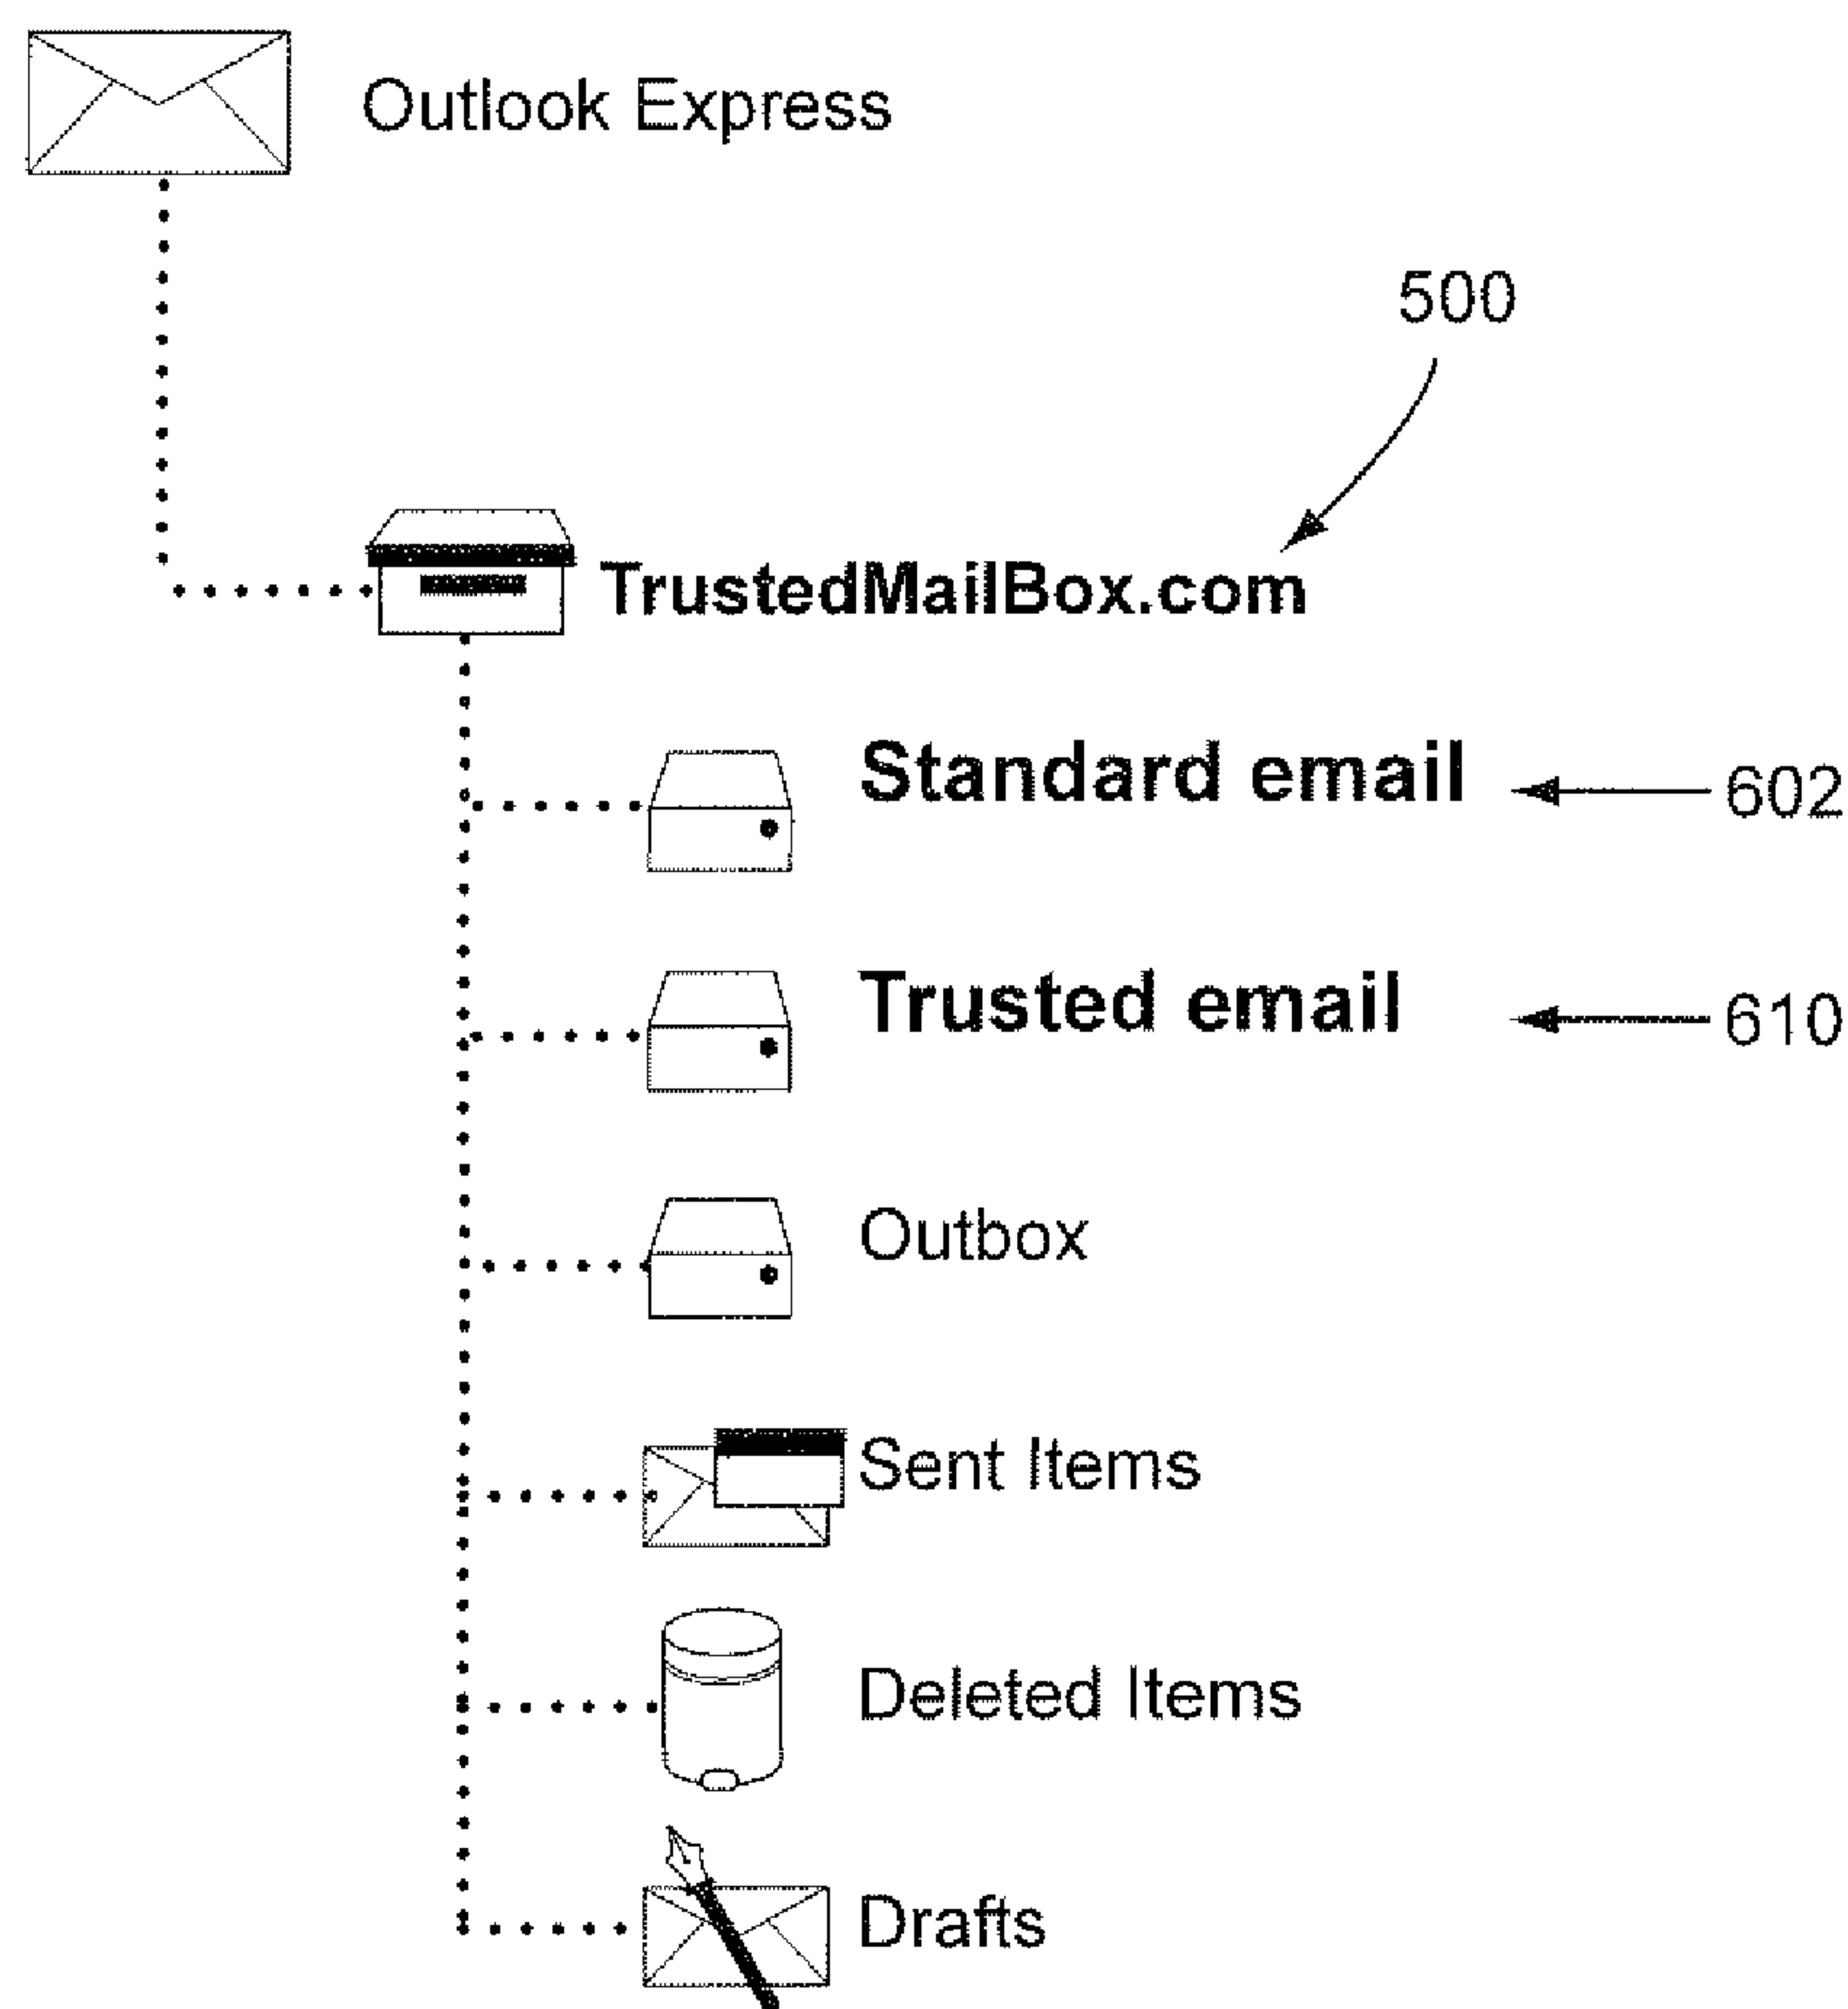 Outlook Express
500
TrustedMailBox.com
Standard email 602
Trusted email 610
Outbox
Sent Items
Deleted Items
Drafts